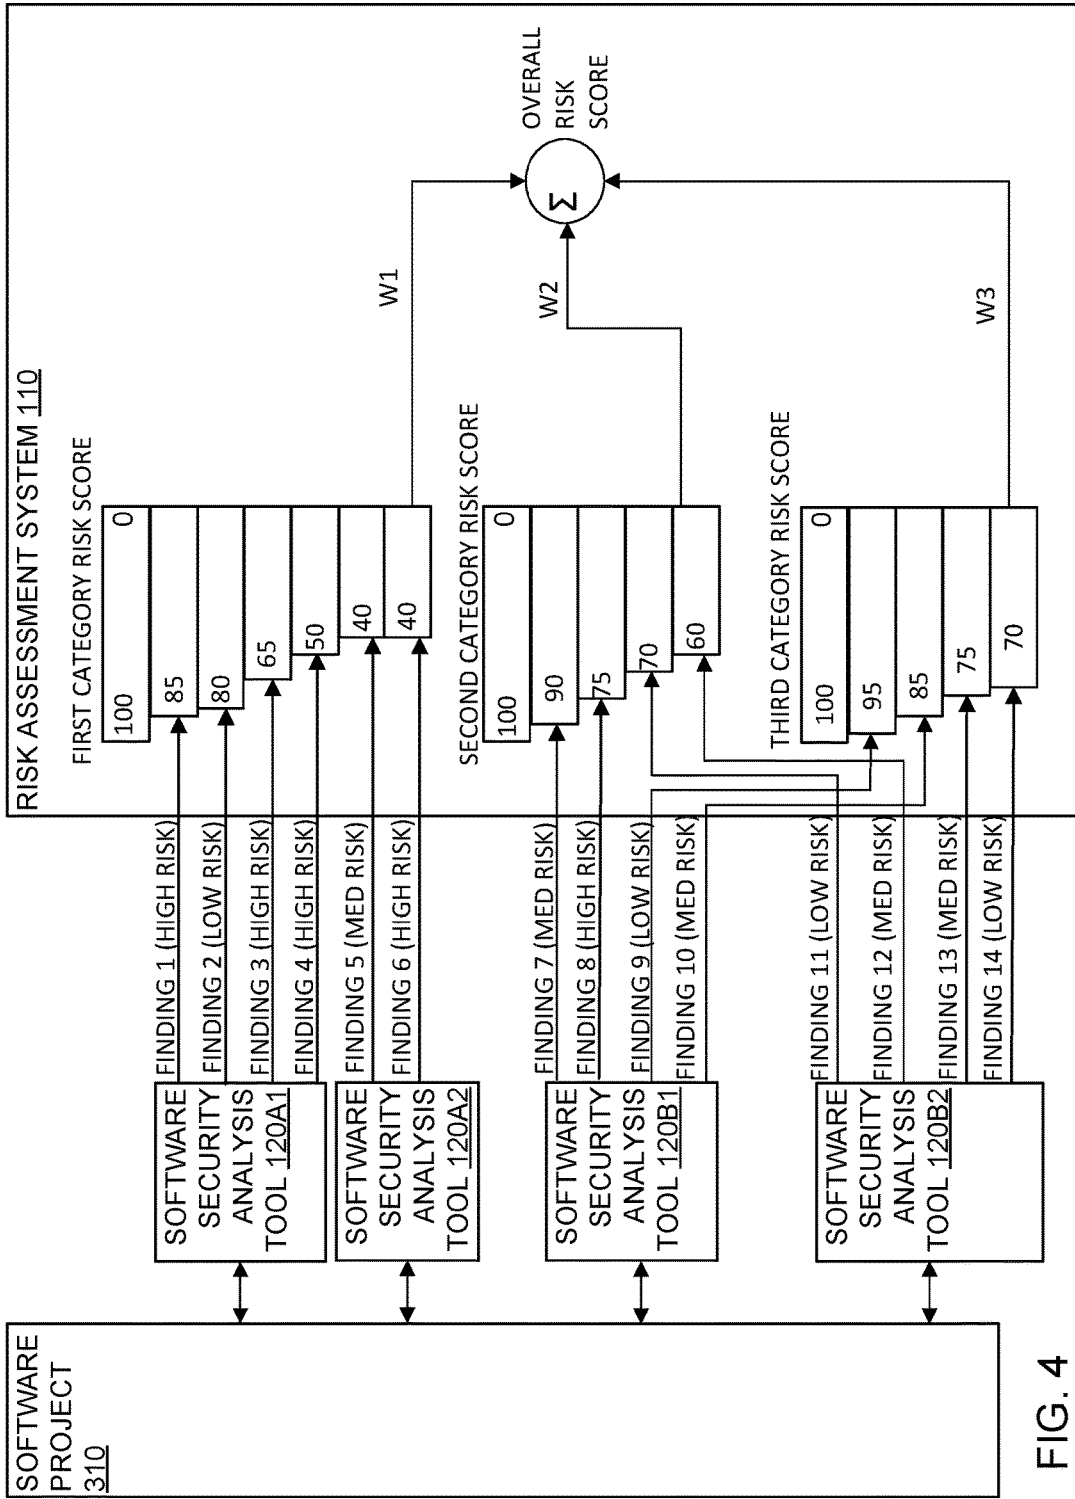 SOFTWARE
PROJECT
310
SOFTWARE
SECURITY
ANALYSIS
TOOL 120A1
SOFTWARE
SECURITY
ANALYSIS
TOOL 120A2
SOFTWARE
SECURITY
ANALYSIS
TOOL 120B1
SOFTWARE
SECURITY
ANALYSIS
TOOL 120B2
FINDING 1 (HIGH RISK)
FINDING 2 (LOW RISK)
FINDING 3 (HIGH RISK)
FINDING 4 (HIGH RISK)
FINDING 5 (MED RISK)
FINDING 6 (HIGH RISK)
FINDING 7 (MED RISK)
FINDING 8 (HIGH RISK)
FINDING 9 (LOW RISK)
FINDING 10 (MED RISK)
FINDING 11 (LOW RISK)
FINDING 12 (MED RISK)
FINDING 13 (MED RISK)
FINDING 14 (LOW RISK)
RISK ASSESSMENT SYSTEM 110
FIRST CATEGORY RISK SCORE
100 0
85
80
65
50
40
40
SECOND CATEGORY RISK SCORE
100 0
90
75
70
60
THIRD CATEGORY RISK SCORE
100 0
95
85
75
70
W1
W2
W3
Σ
OVERALL
RISK
SCORE
FIG. 4